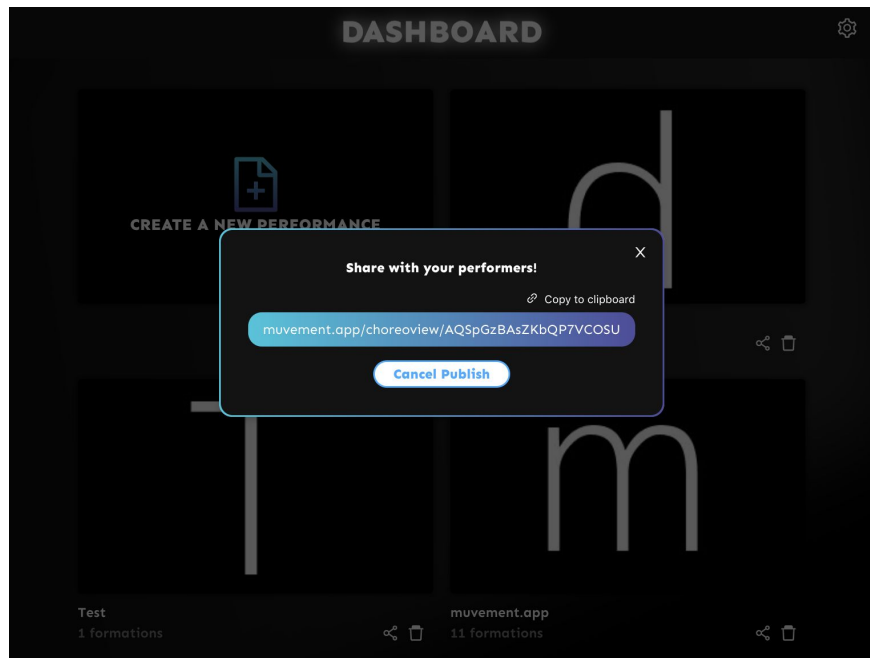 DASHBOARD
d
CREATE A NEW PERFORMANCE
X
Share with your performers!
Copy to clipboard
muvement.app/choreoview/AQSpGzBAsZKbQP7VCOSU
Cancel Publish
T
m
Test
muvement.app
1 formations
11 formations